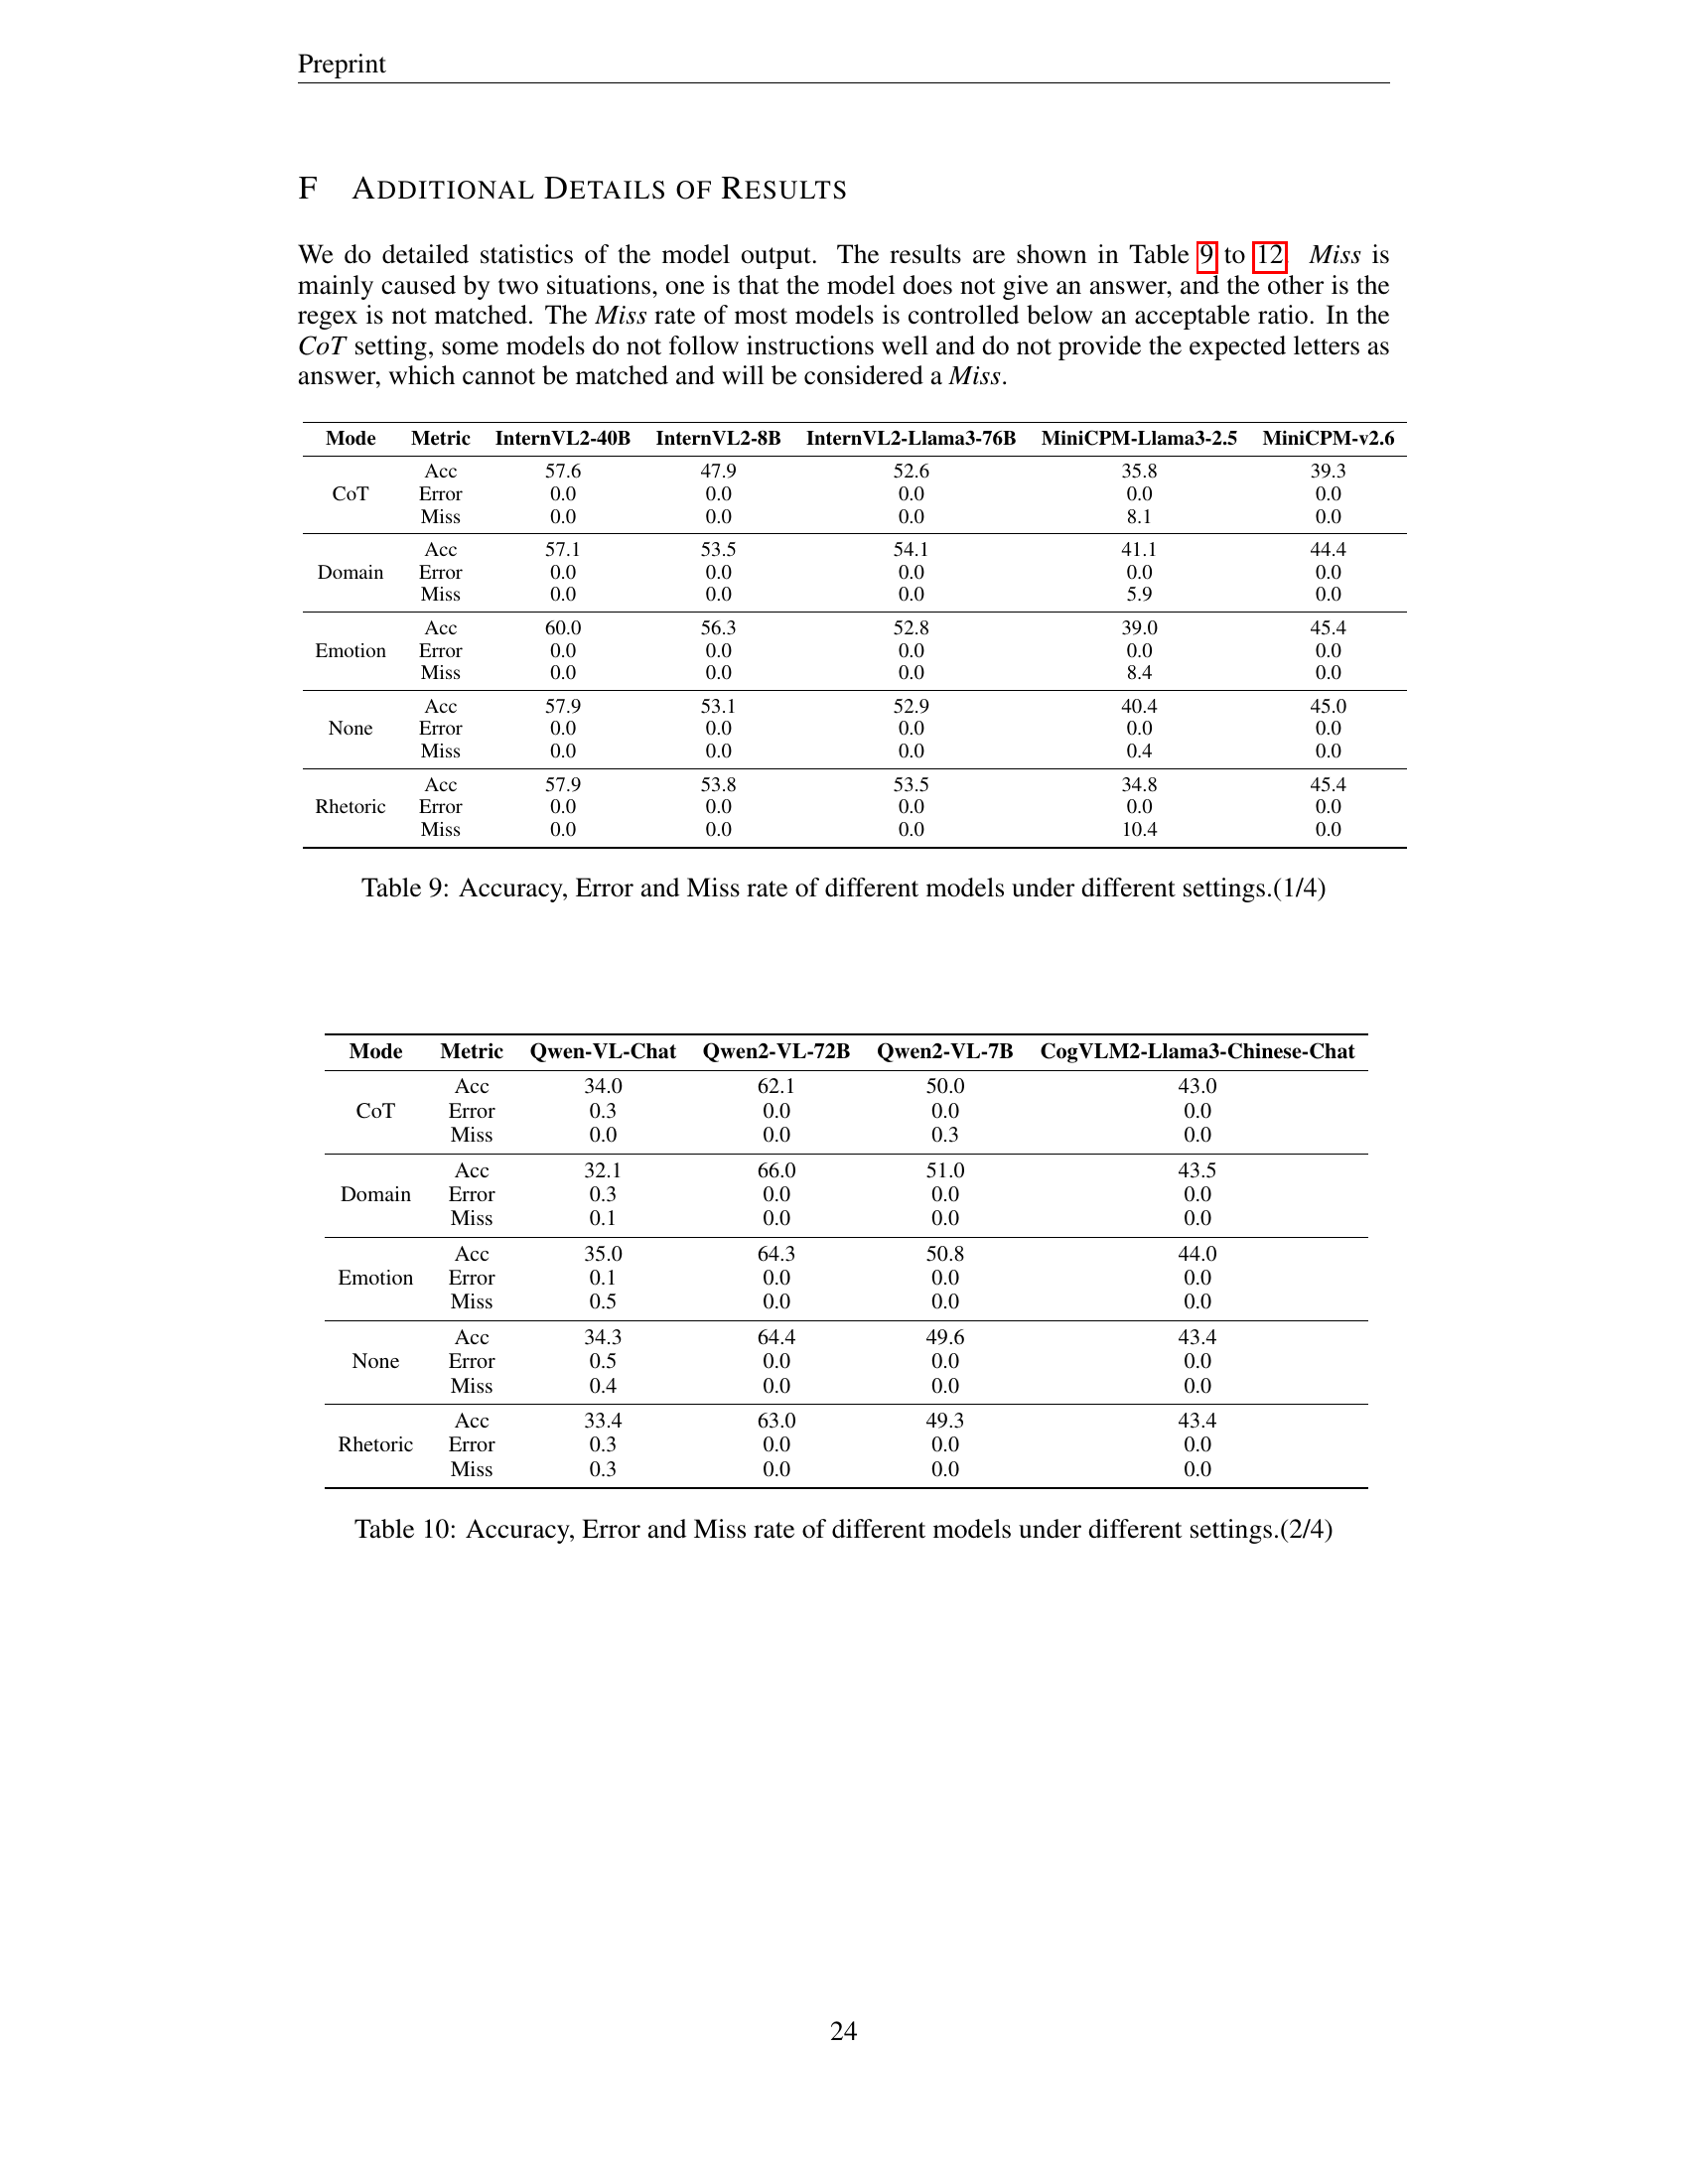 Preprint
F ADDITIONAL DETAILS OF RESULTS
We do detailed statistics of the model output. The results are shown in Table 9 to 12. Miss is
mainly caused by two situations, one is that the model does not give an answer, and the other is the
regex is not matched. The Miss rate of most models is controlled below an acceptable ratio. In the
CoT setting, some models do not follow instructions well and do not provide the expected letters as
answer, which cannot be matched and will be considered a Miss.
Mode Metric InternVL2-40B InternVL2-8B InternVL2-Llama3-76B MiniCPM-Llama3-2.5 MiniCPM-v2.6
Acc 57.6 47.9 52.6 35.8 39.3
CoT Error 0.0 0.0 0.0 0.0 0.0
Miss 0.0 0.0 0.0 8.1 0.0
Acc 57.1 53.5 54.1 41.1 44.4
Domain Error 0.0 0.0 0.0 0.0 0.0
Miss 0.0 0.0 0.0 5.9 0.0
Acc 60.0 56.3 52.8 39.0 45.4
Emotion Error 0.0 0.0 0.0 0.0 0.0
Miss 0.0 0.0 0.0 8.4 0.0
Acc 57.9 53.1 52.9 40.4 45.0
None Error 0.0 0.0 0.0 0.0 0.0
Miss 0.0 0.0 0.0 0.4 0.0
Acc 57.9 53.8 53.5 34.8 45.4
Rhetoric Error 0.0 0.0 0.0 0.0 0.0
Miss 0.0 0.0 0.0 10.4 0.0
Table 9: Accuracy, Error and Miss rate of different models under different settings.(1/4)
Mode Metric Qwen-VL-Chat Qwen2-VL-72B Qwen2-VL-7B CogVLM2-Llama3-Chinese-Chat
Acc 34.0 62.1 50.0 43.0
CoT Error 0.3 0.0 0.0 0.0
Miss 0.0 0.0 0.3 0.0
Acc 32.1 66.0 51.0 43.5
Domain Error 0.3 0.0 0.0 0.0
Miss 0.1 0.0 0.0 0.0
Acc 35.0 64.3 50.8 44.0
Emotion Error 0.1 0.0 0.0 0.0
Miss 0.5 0.0 0.0 0.0
Acc 34.3 64.4 49.6 43.4
None Error 0.5 0.0 0.0 0.0
Miss 0.4 0.0 0.0 0.0
Acc 33.4 63.0 49.3 43.4
Rhetoric Error 0.3 0.0 0.0 0.0
Miss 0.3 0.0 0.0 0.0
Table 10: Accuracy, Error and Miss rate of different models under different settings.(2/4)
24